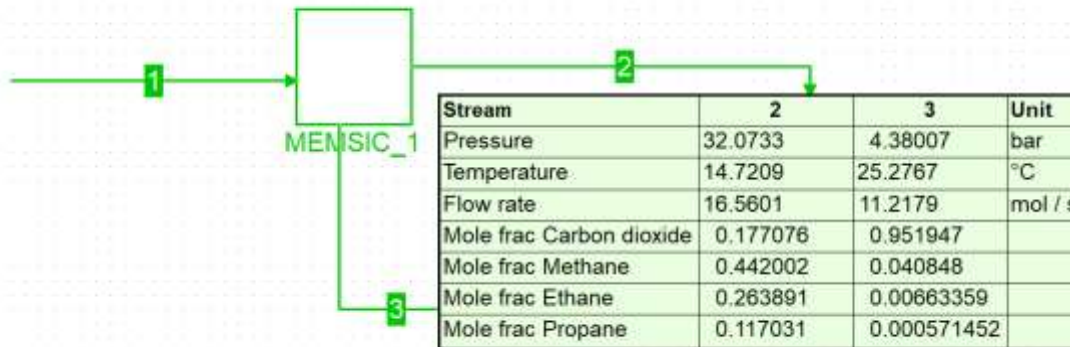 1
2
MEMSIC_1
Stream 2 3 Unit
Pressure 32.0733 4.38007 bar
Temperature 14.7209 25.2767 °C
Flow rate 16.5601 11.2179 mol / s
Mole frac Carbon dioxide 0.177076 0.951947
Mole frac Methane 0.442002 0.040848
Mole frac Ethane 0.263891 0.00663359
Mole frac Propane 0.117031 0.000571452
3